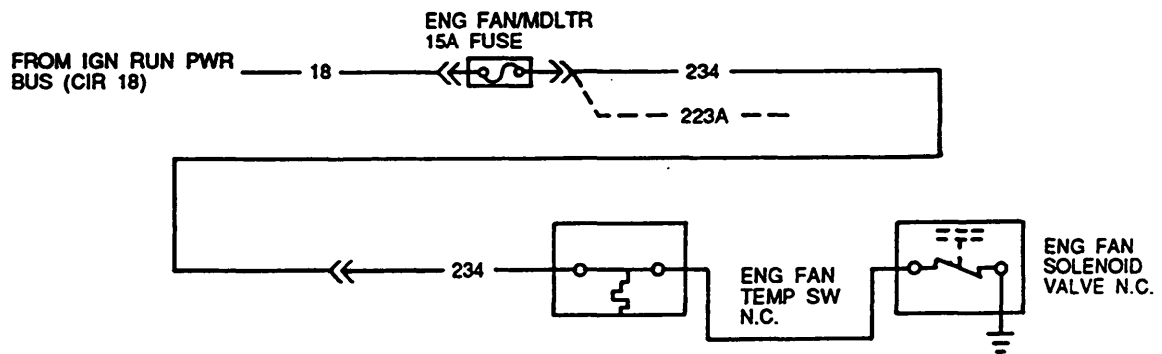 ENG FAN/MDLTR
15A FUSE
FROM IGN RUN PWR
BUS (CIR 18)
18
234
223A
234
ENG FAN
TEMP SW
N.C.
ENG FAN
SOLENOID
VALVE N.C.